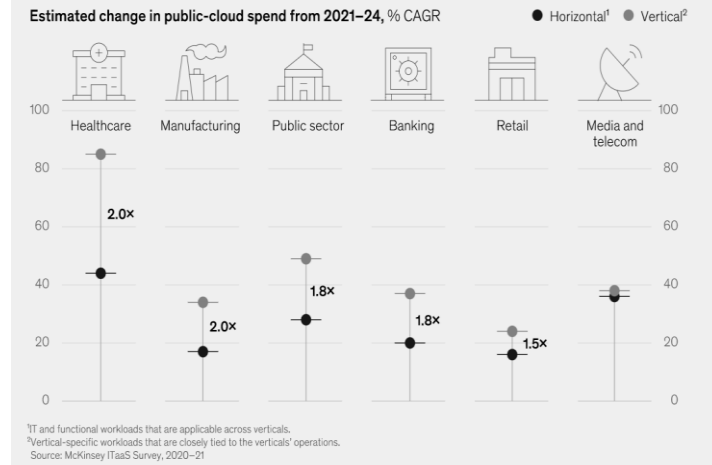 Estimated change in public-cloud spend from 2021–24, % CAGR
Horizontal¹ Vertical²
100 100
Healthcare Manufacturing Public sector Banking Retail Media and
telecom
80 80
2.0×
60 60
1.8×
40 40
2.0× 1.8×
1.5×
20 20
0 0
¹IT and functional workloads that are applicable across verticals.
²Vertical-specific workloads that are closely tied to the verticals' operations.
Source: McKinsey ITaaS Survey, 2020–21